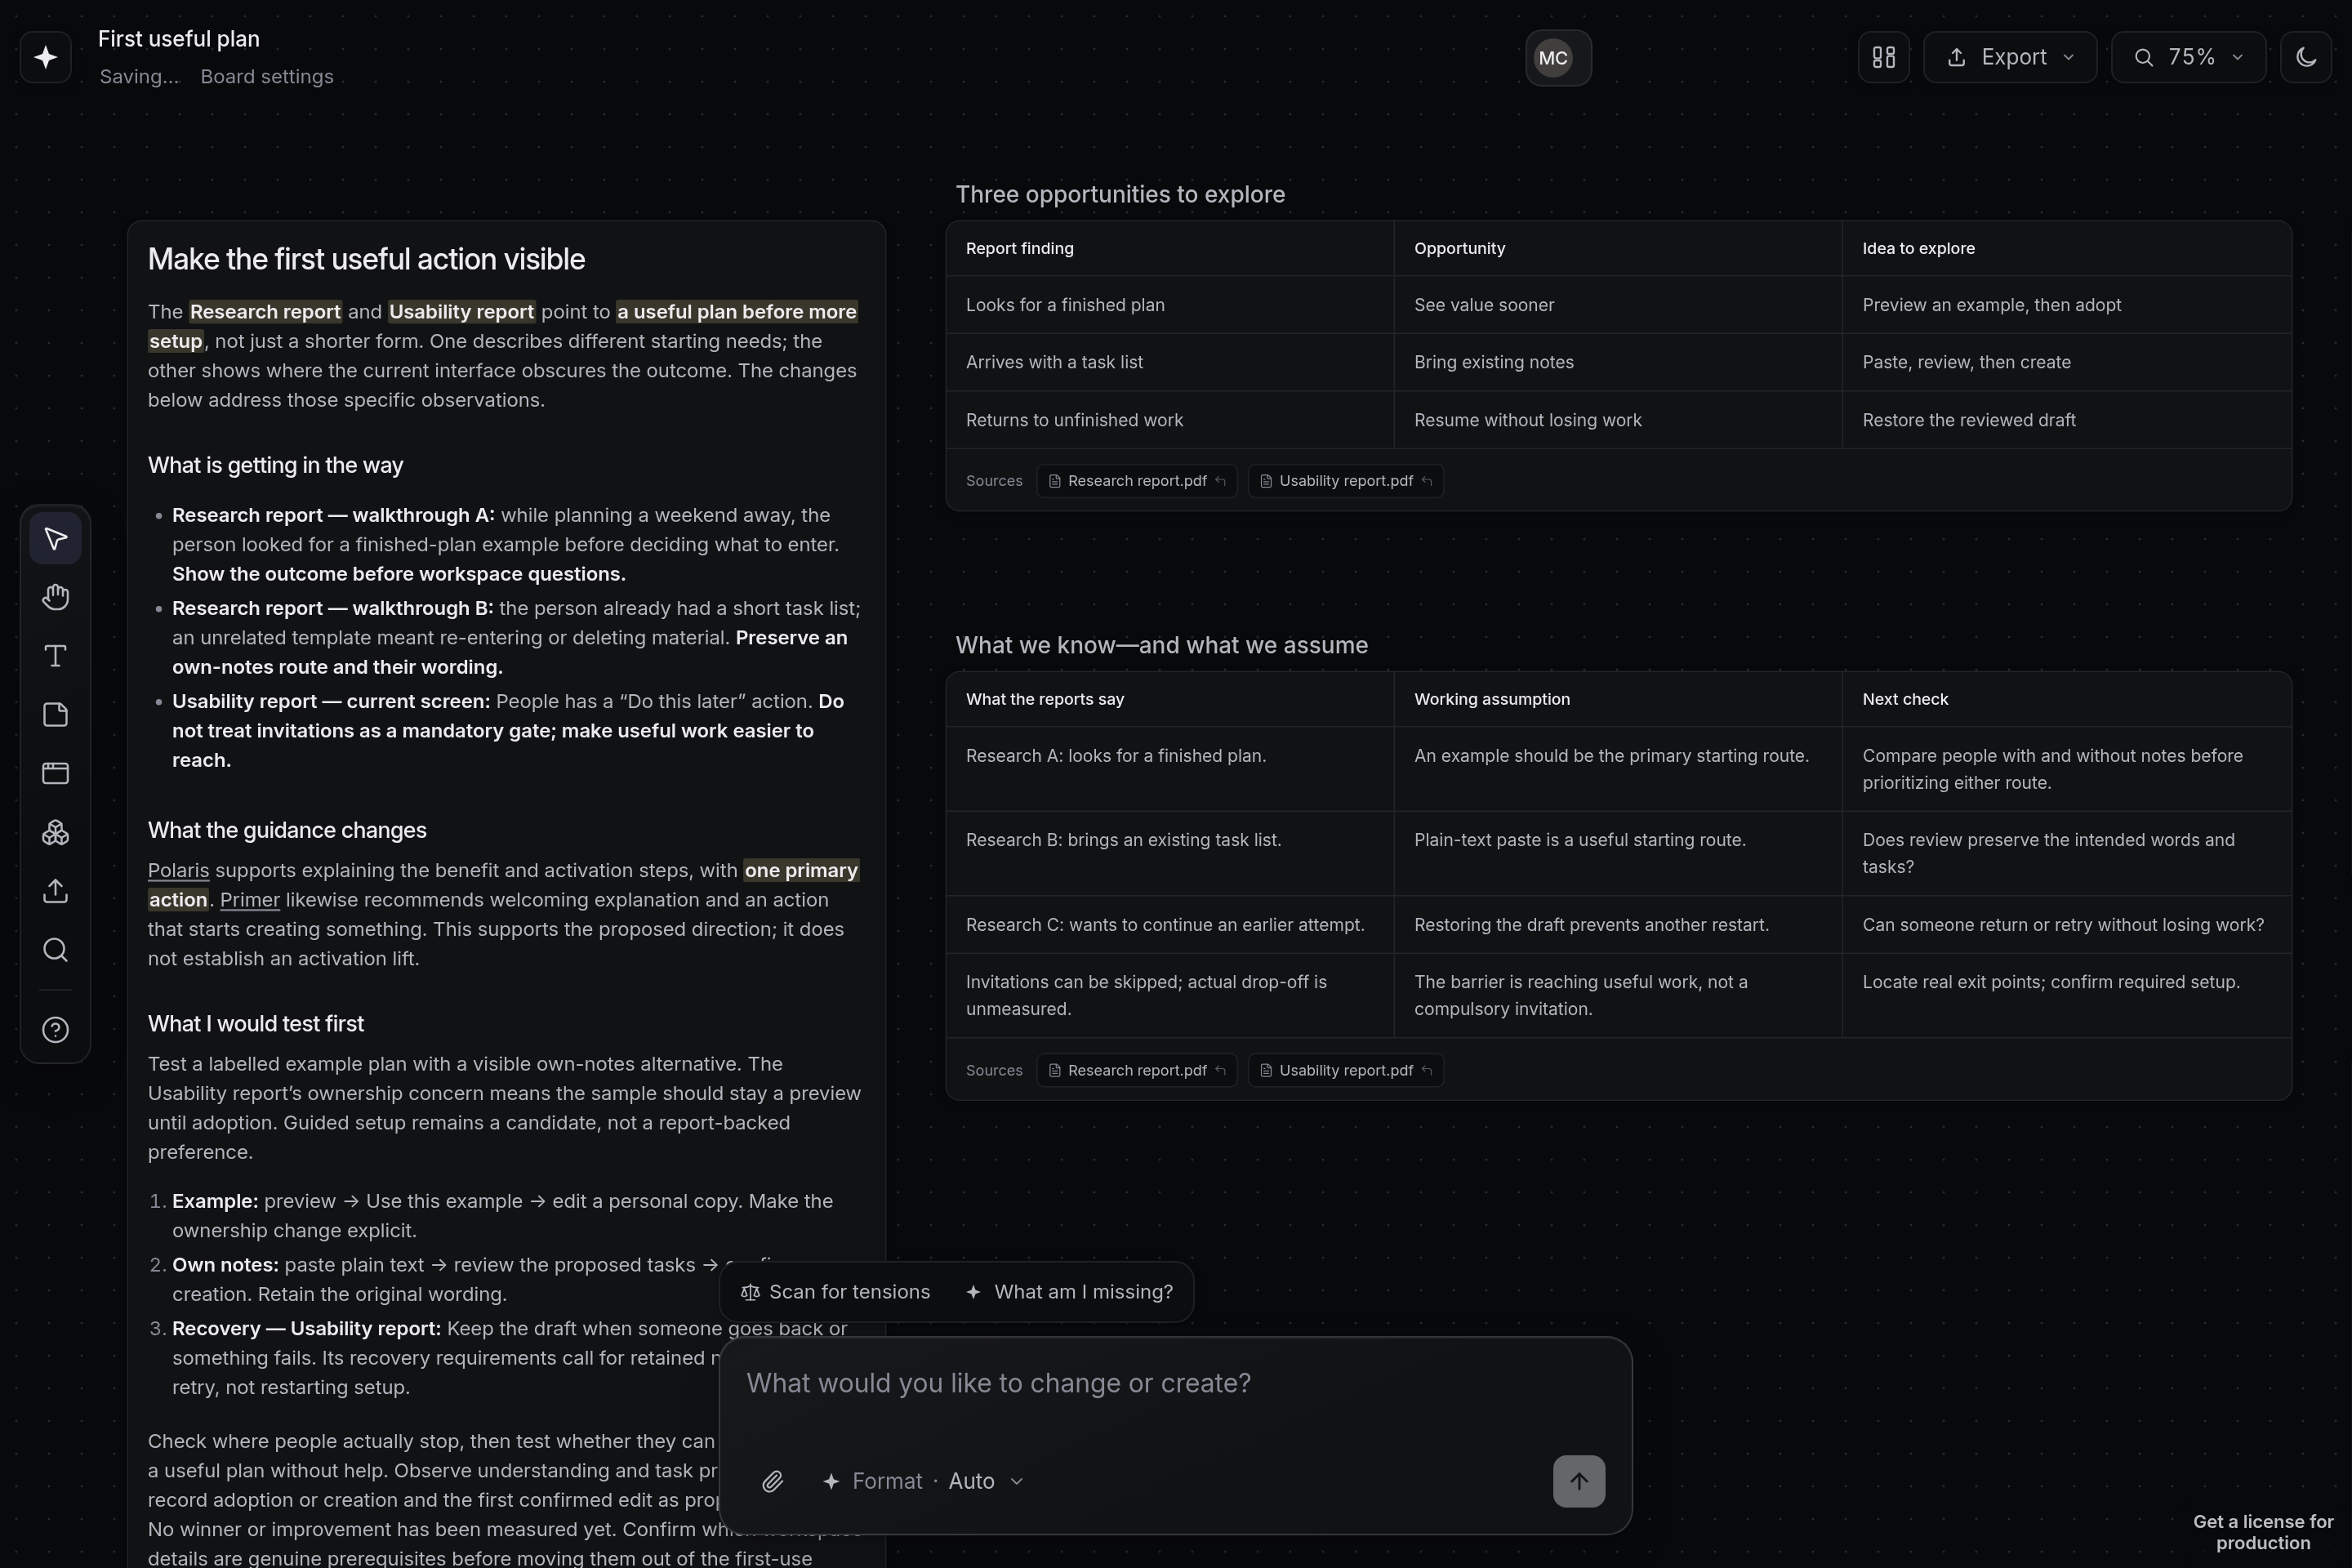 First useful plan
Saving...
Board settings
MC
Export
75%
Make the first useful action visible
The Research report and Usability report point to a useful plan before more
setup, not just a shorter form. One describes different starting needs; the
other shows where the current interface obscures the outcome. The changes
below address those specific observations.
What is getting in the way
• Research report — walkthrough A: while planning a weekend away, the
person looked for a finished-plan example before deciding what to enter.
Show the outcome before workspace questions.
• Research report — walkthrough B: the person already had a short task list;
an unrelated template meant re-entering or deleting material. Preserve an
own-notes route and their wording.
• Usability report — current screen: People has a “Do this later” action. Do
not treat invitations as a mandatory gate; make useful work easier to
reach.
What the guidance changes
Polaris supports explaining the benefit and activation steps, with one primary
action. Primer likewise recommends welcoming explanation and an action
that starts creating something. This supports the proposed direction; it does
not establish an activation lift.
What I would test first
Test a labelled example plan with a visible own-notes alternative. The
Usability report’s ownership concern means the sample should stay a preview
until adoption. Guided setup remains a candidate, not a report-backed
preference.
1. Example: preview → Use this example → edit a personal copy. Make the
ownership change explicit.
2. Own notes: paste plain text → review the proposed tasks →
creation. Retain the original wording.
3. Recovery — Usability report: Keep the draft when someone goes back or
something fails. Its recovery requirements call for retained
retry, not restarting setup.
Check where people actually stop, then test whether they can
a useful plan without help. Observe understanding and task
record adoption or creation and the first confirmed edit as
No winner or improvement has been measured yet. Confirm
details are genuine prerequisites before moving them out of the first-use
Three opportunities to explore
Report finding
Opportunity
Idea to explore
Looks for a finished plan
See value sooner
Preview an example, then adopt
Arrives with a task list
Bring existing notes
Paste, review, then create
Returns to unfinished work
Resume without losing work
Restore the reviewed draft
Sources
Research report.pdf
Usability report.pdf
What we know—and what we assume
What the reports say
Working assumption
Next check
Research A: looks for a finished plan.
An example should be the primary starting route.
Compare people with and without notes before
prioritizing either route.
Research B: brings an existing task list.
Plain-text paste is a useful starting route.
Does review preserve the intended words and
tasks?
Research C: wants to continue an earlier attempt.
Restoring the draft prevents another restart.
Can someone return or retry without losing work?
Invitations can be skipped; actual drop-off is
unmeasured.
The barrier is reaching useful work, not a
compulsory invitation.
Locate real exit points; confirm required setup.
Sources
Research report.pdf
Usability report.pdf
Scan for tensions
What am I missing?
What would you like to change or create?
Format · Auto
Get a license for
production